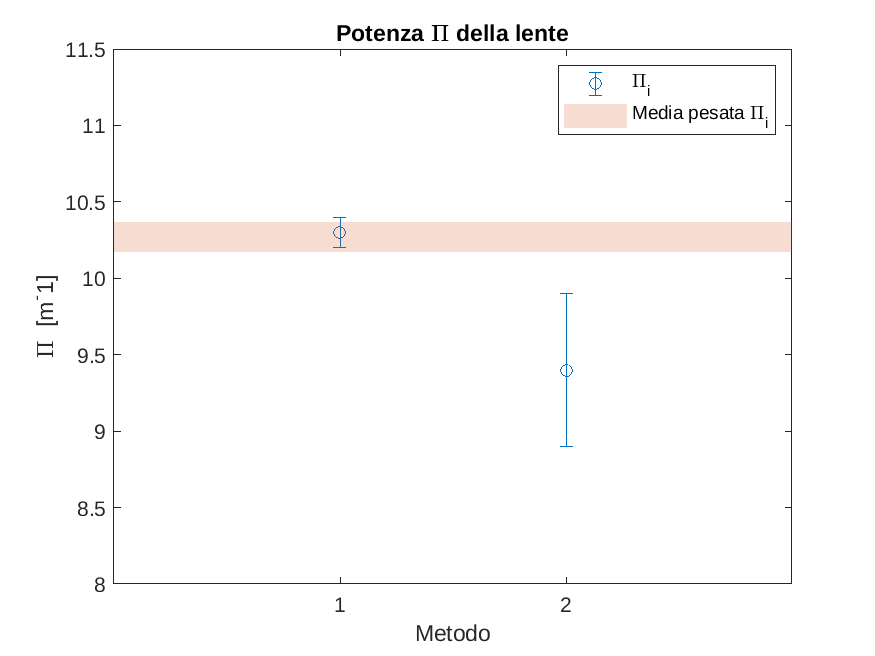 Potenza Π della lente
Π_i
Media pesata Π_i
11.5
11
10.5
10
9.5
9
8.5
8
Π [m^-1]
1
2
Metodo